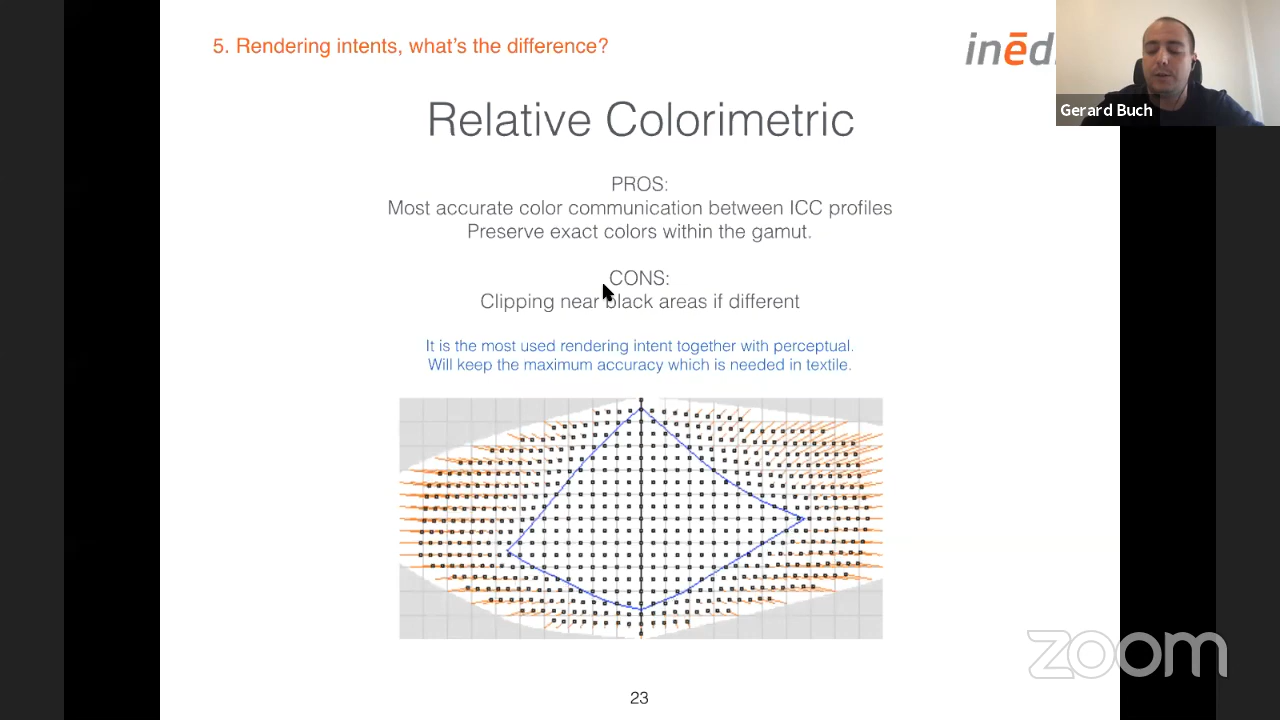 5. Rendering intents, what's the difference?
inēd
Gerard Buch
Relative Colorimetric
PROS:
Most accurate color communication between ICC profiles
Preserve exact colors within the gamut.
CONS:
Clipping near black areas if different
It is the most used rendering intent together with perceptual.
Will keep the maximum accuracy which is needed in textile.
zoom
23